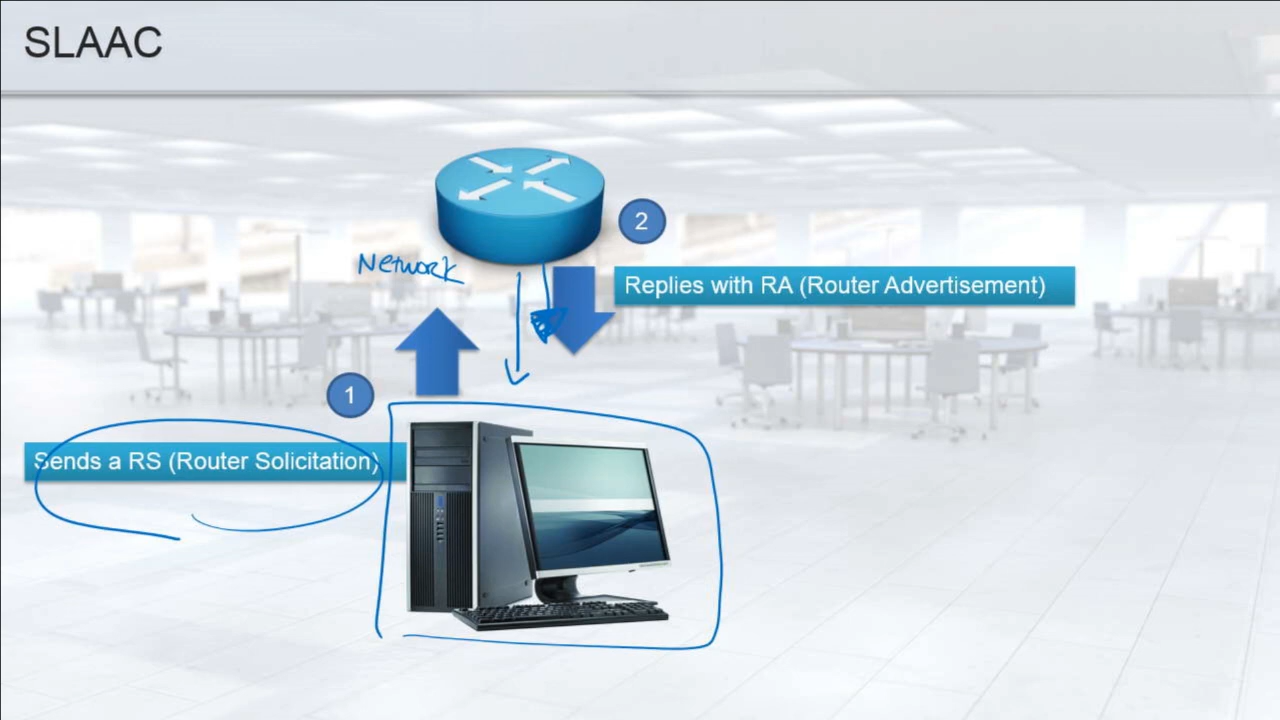 SLAAC
2
Network
Replies with RA (Router Advertisement)
1
Sends a RS (Router Solicitation)